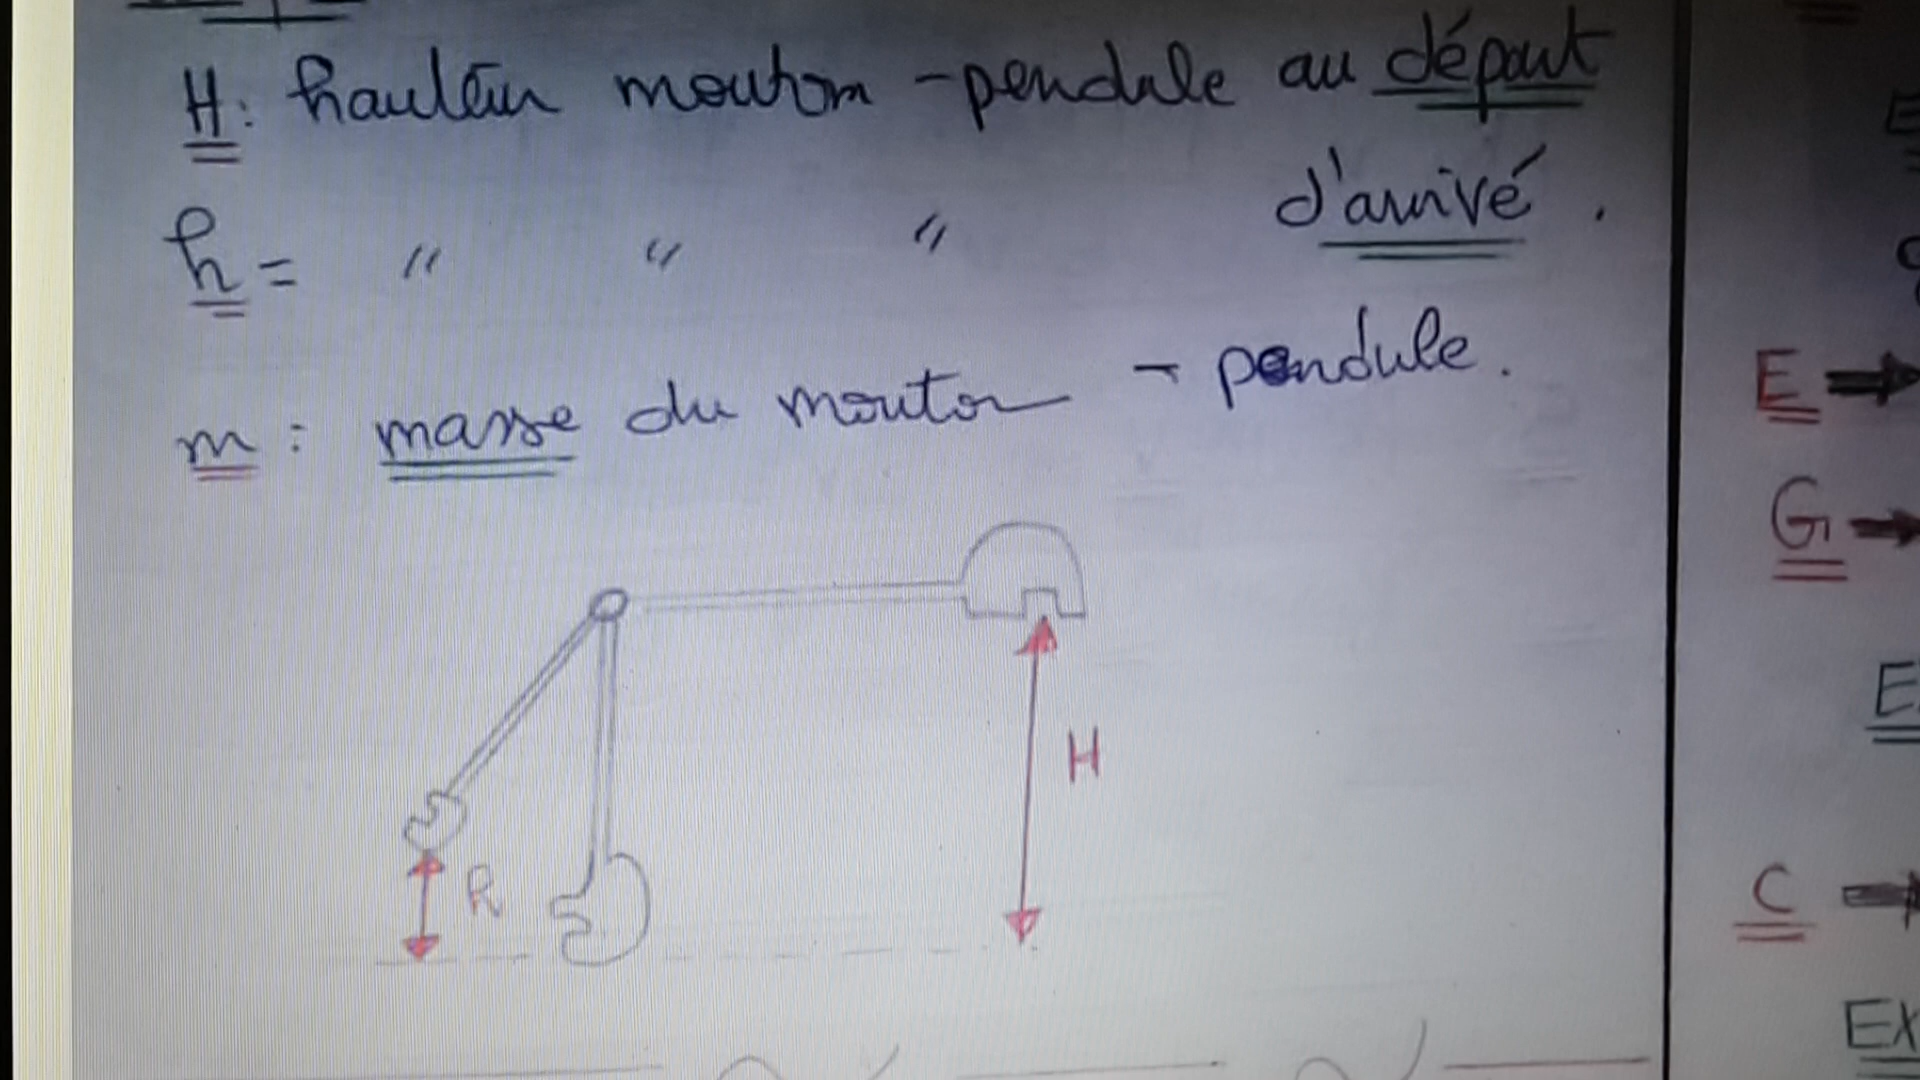 H: hauteur mouton - pendule au départ
h = " " " d'arrivé.
m : masse du mouton - pendule.
H
h
E
E →
G →
E
C →
Ex